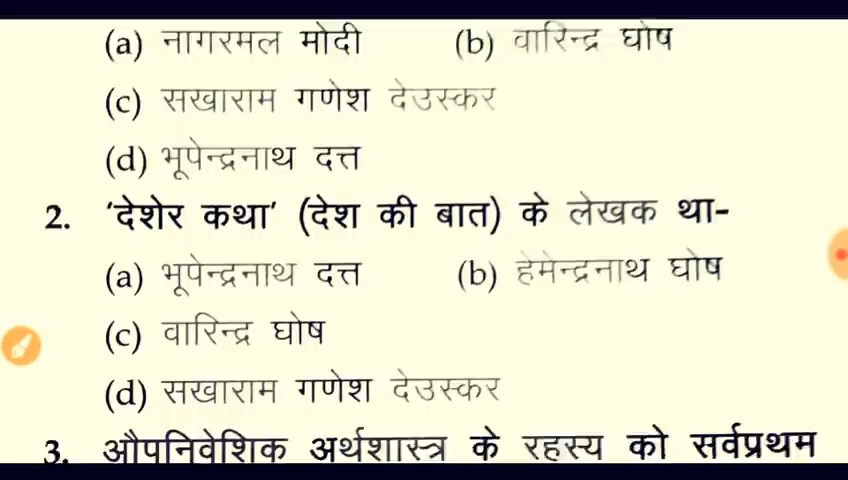 (a) नागरमल मोदी (b) वारिन्द्र घोष
(c) सखाराम गणेश देउस्कर
(d) भूपेन्द्रनाथ दत्त
2. 'देशेर कथा' (देश की बात) के लेखक था-
(a) भूपेन्द्रनाथ दत्त (b) हेमेन्द्रनाथ घोष
(c) वारिन्द्र घोष
(d) सखाराम गणेश देउस्कर
3. औपनिवेशिक अर्थशास्त्र के रहस्य को सर्वप्रथम